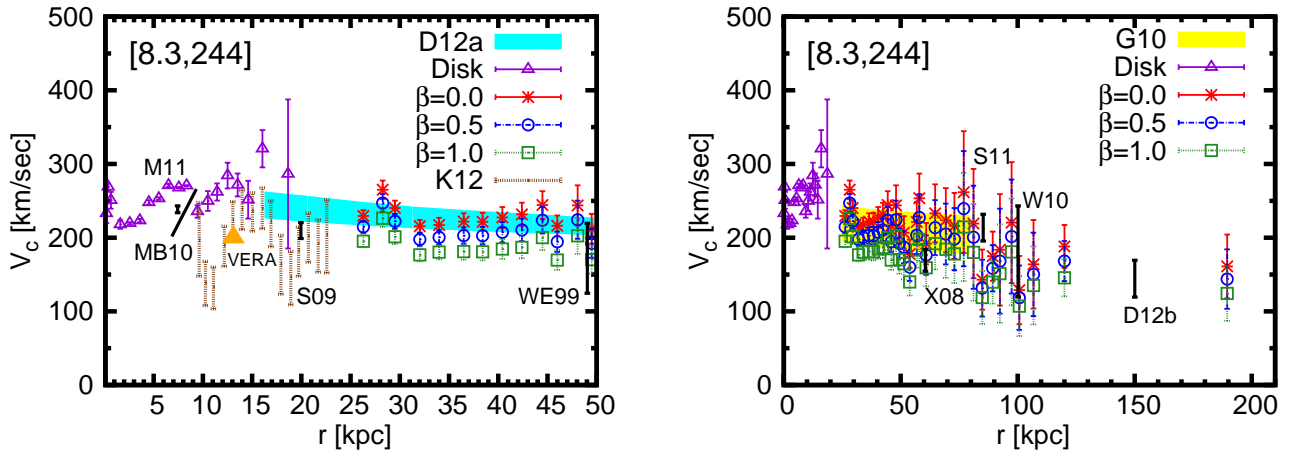 500
400
300
200
100
0
V_c [km/sec]
[8.3,244]
D12a
Disk
β=0.0
β=0.5
β=1.0
K12
M11
MB10
VERA
S09
WE99
5 10 15 20 25 30 35 40 45 50
r [kpc]
500
400
300
200
100
0
V_c [km/sec]
[8.3,244]
G10
Disk
β=0.0
β=0.5
β=1.0
S11
W10
X08
D12b
0 50 100 150 200
r [kpc]